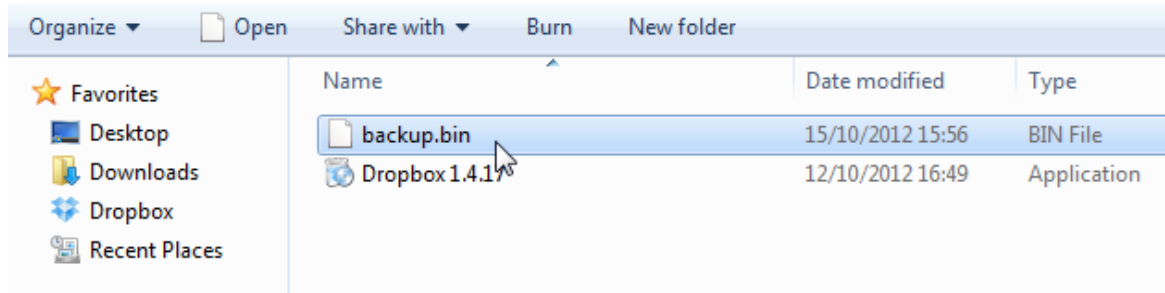 Organize Open Share with Burn New folder
Name Date modified Type
Favorites
Desktop
Downloads
Dropbox
Recent Places
backup.bin 15/10/2012 15:56 BIN File
Dropbox 1.4.17 12/10/2012 16:49 Application